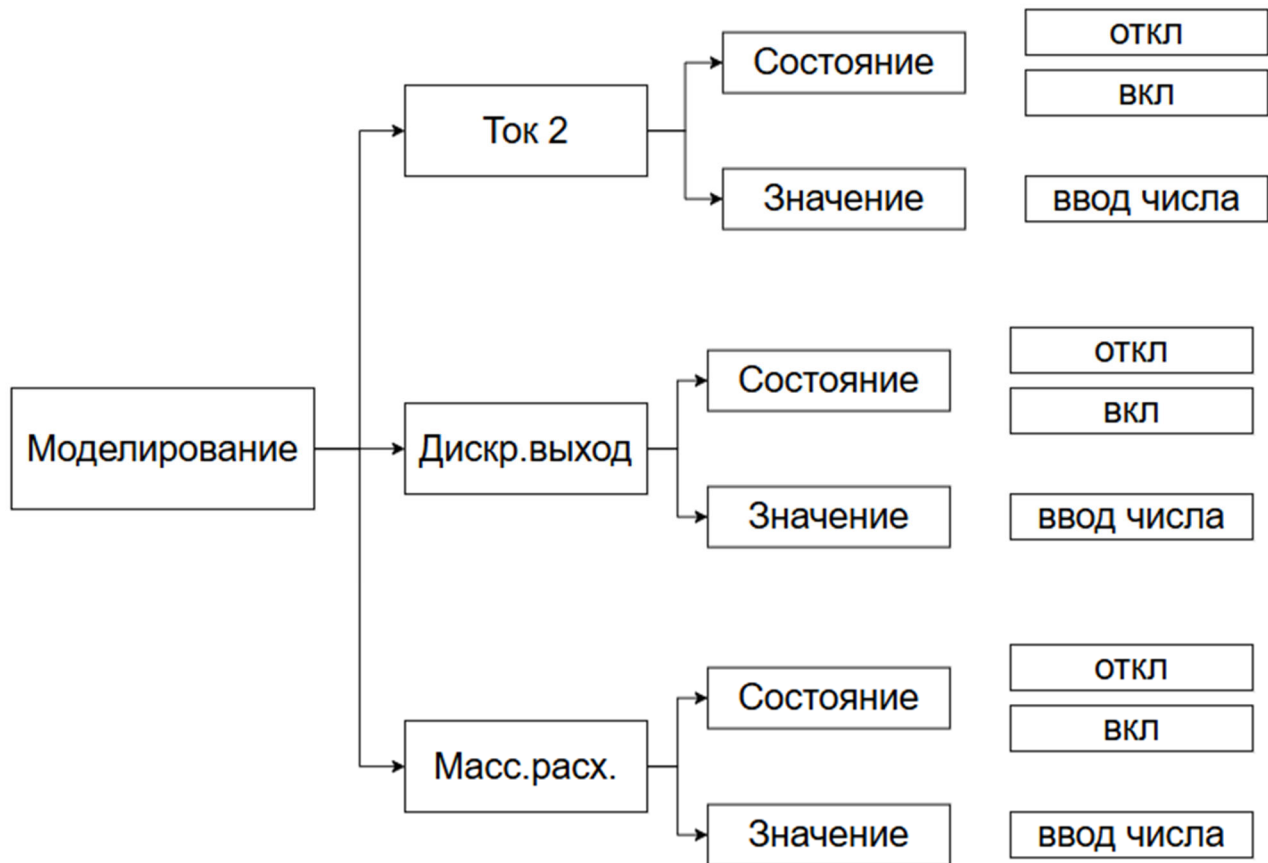 Моделирование
Ток 2
Состояние
откл
вкл
Значение
ввод числа
Дискр.выход
Состояние
откл
вкл
Значение
ввод числа
Масс.расх.
Состояние
откл
вкл
Значение
ввод числа